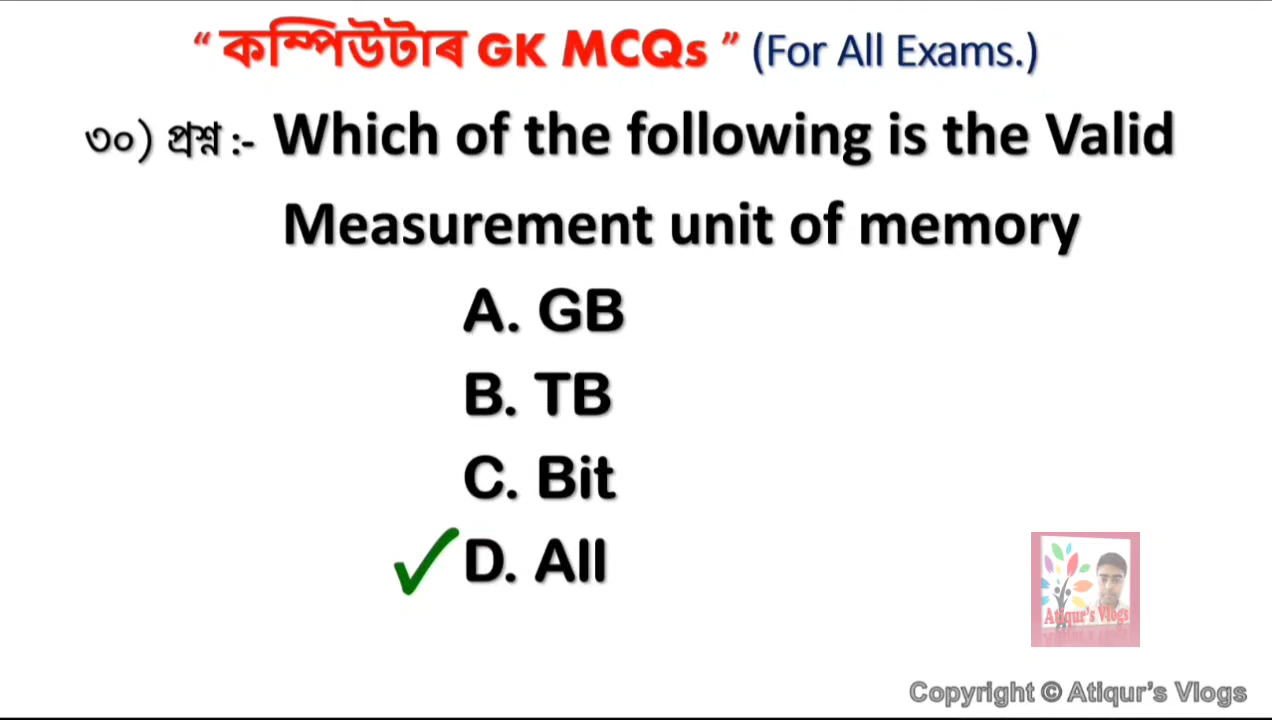 “ কম্পিউটাৰ GK MCQs ” (For All Exams.)
৩০) প্ৰশ্ন :- Which of the following is the Valid
Measurement unit of memory
A. GB
B. TB
C. Bit
D. All
Atiqur's Vlogs
Copyright © Atiqur's Vlogs